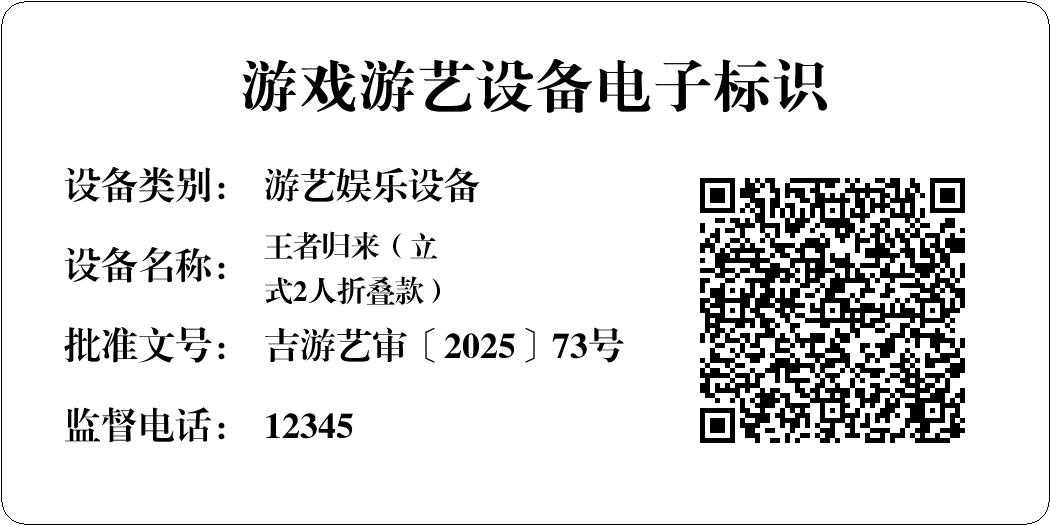 游戏游艺设备电子标识
设备类别： 游艺娱乐设备
设备名称： 王者归来（立
式2人折叠款）
批准文号： 吉游艺审〔2025〕73号
监督电话： 12345